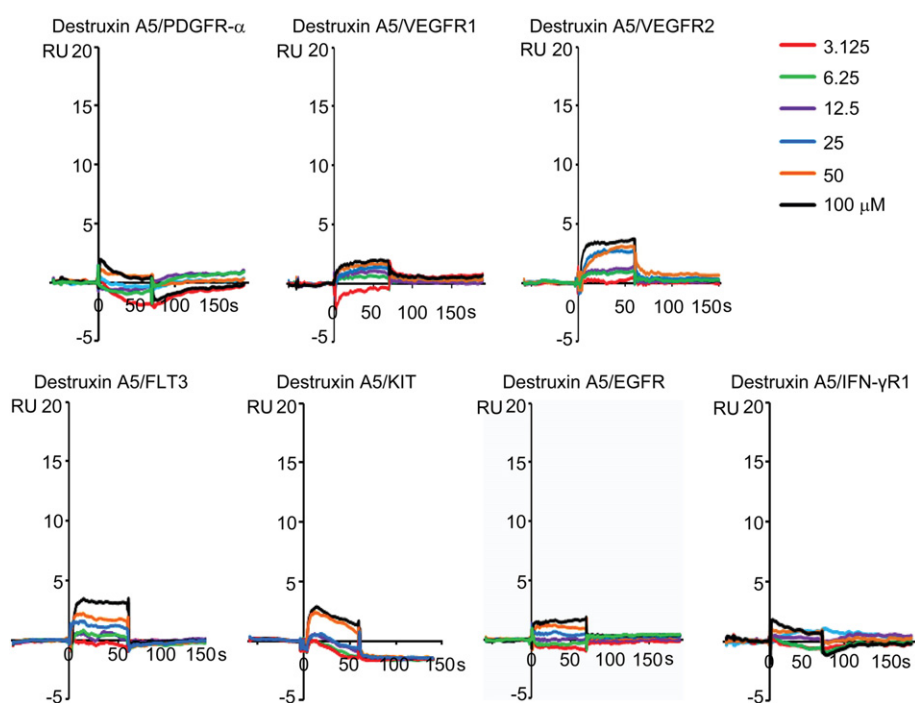 Destruxin A5/PDGFR-α
RU 20
15
10
5
0 50 100 150s
-5
Destruxin A5/VEGFR1
RU 20
15
10
5
0 50 100 150s
-5
Destruxin A5/VEGFR2
RU 20
15
10
5
0 50 100 150s
-5
3.125
6.25
12.5
25
50
100 μM
Destruxin A5/FLT3
RU 20
15
10
5
0 50 100 150s
-5
Destruxin A5/KIT
RU 20
15
10
5
0 50 100 150s
-5
Destruxin A5/EGFR
RU 20
15
10
5
0 50 100 150s
-5
Destruxin A5/IFN-γR1
RU 20
15
10
5
0 50 100 150s
-5